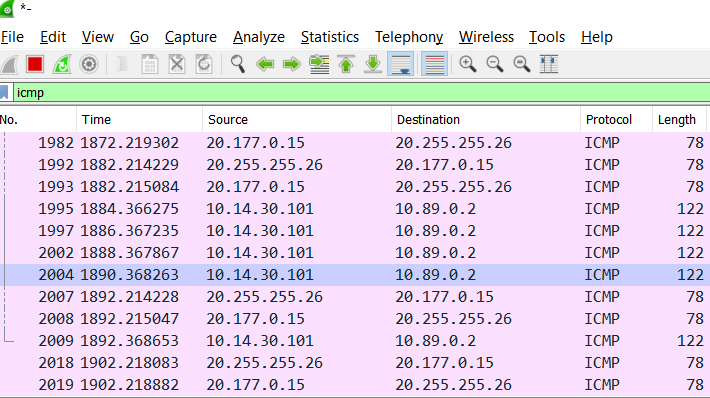 *-
File Edit View Go Capture Analyze Statistics Telephony Wireless Tools Help
icmp
No. Time Source Destination Protocol Length
1982 1872.219302 20.177.0.15 20.255.255.26 ICMP 78
1992 1882.214229 20.255.255.26 20.177.0.15 ICMP 78
1993 1882.215084 20.177.0.15 20.255.255.26 ICMP 78
1995 1884.366275 10.14.30.101 10.89.0.2 ICMP 122
1997 1886.367235 10.14.30.101 10.89.0.2 ICMP 122
2002 1888.367867 10.14.30.101 10.89.0.2 ICMP 122
2004 1890.368263 10.14.30.101 10.89.0.2 ICMP 122
2007 1892.214228 20.255.255.26 20.177.0.15 ICMP 78
2008 1892.215047 20.177.0.15 20.255.255.26 ICMP 78
2009 1892.368653 10.14.30.101 10.89.0.2 ICMP 122
2018 1902.218083 20.255.255.26 20.177.0.15 ICMP 78
2019 1902.218882 20.177.0.15 20.255.255.26 ICMP 78